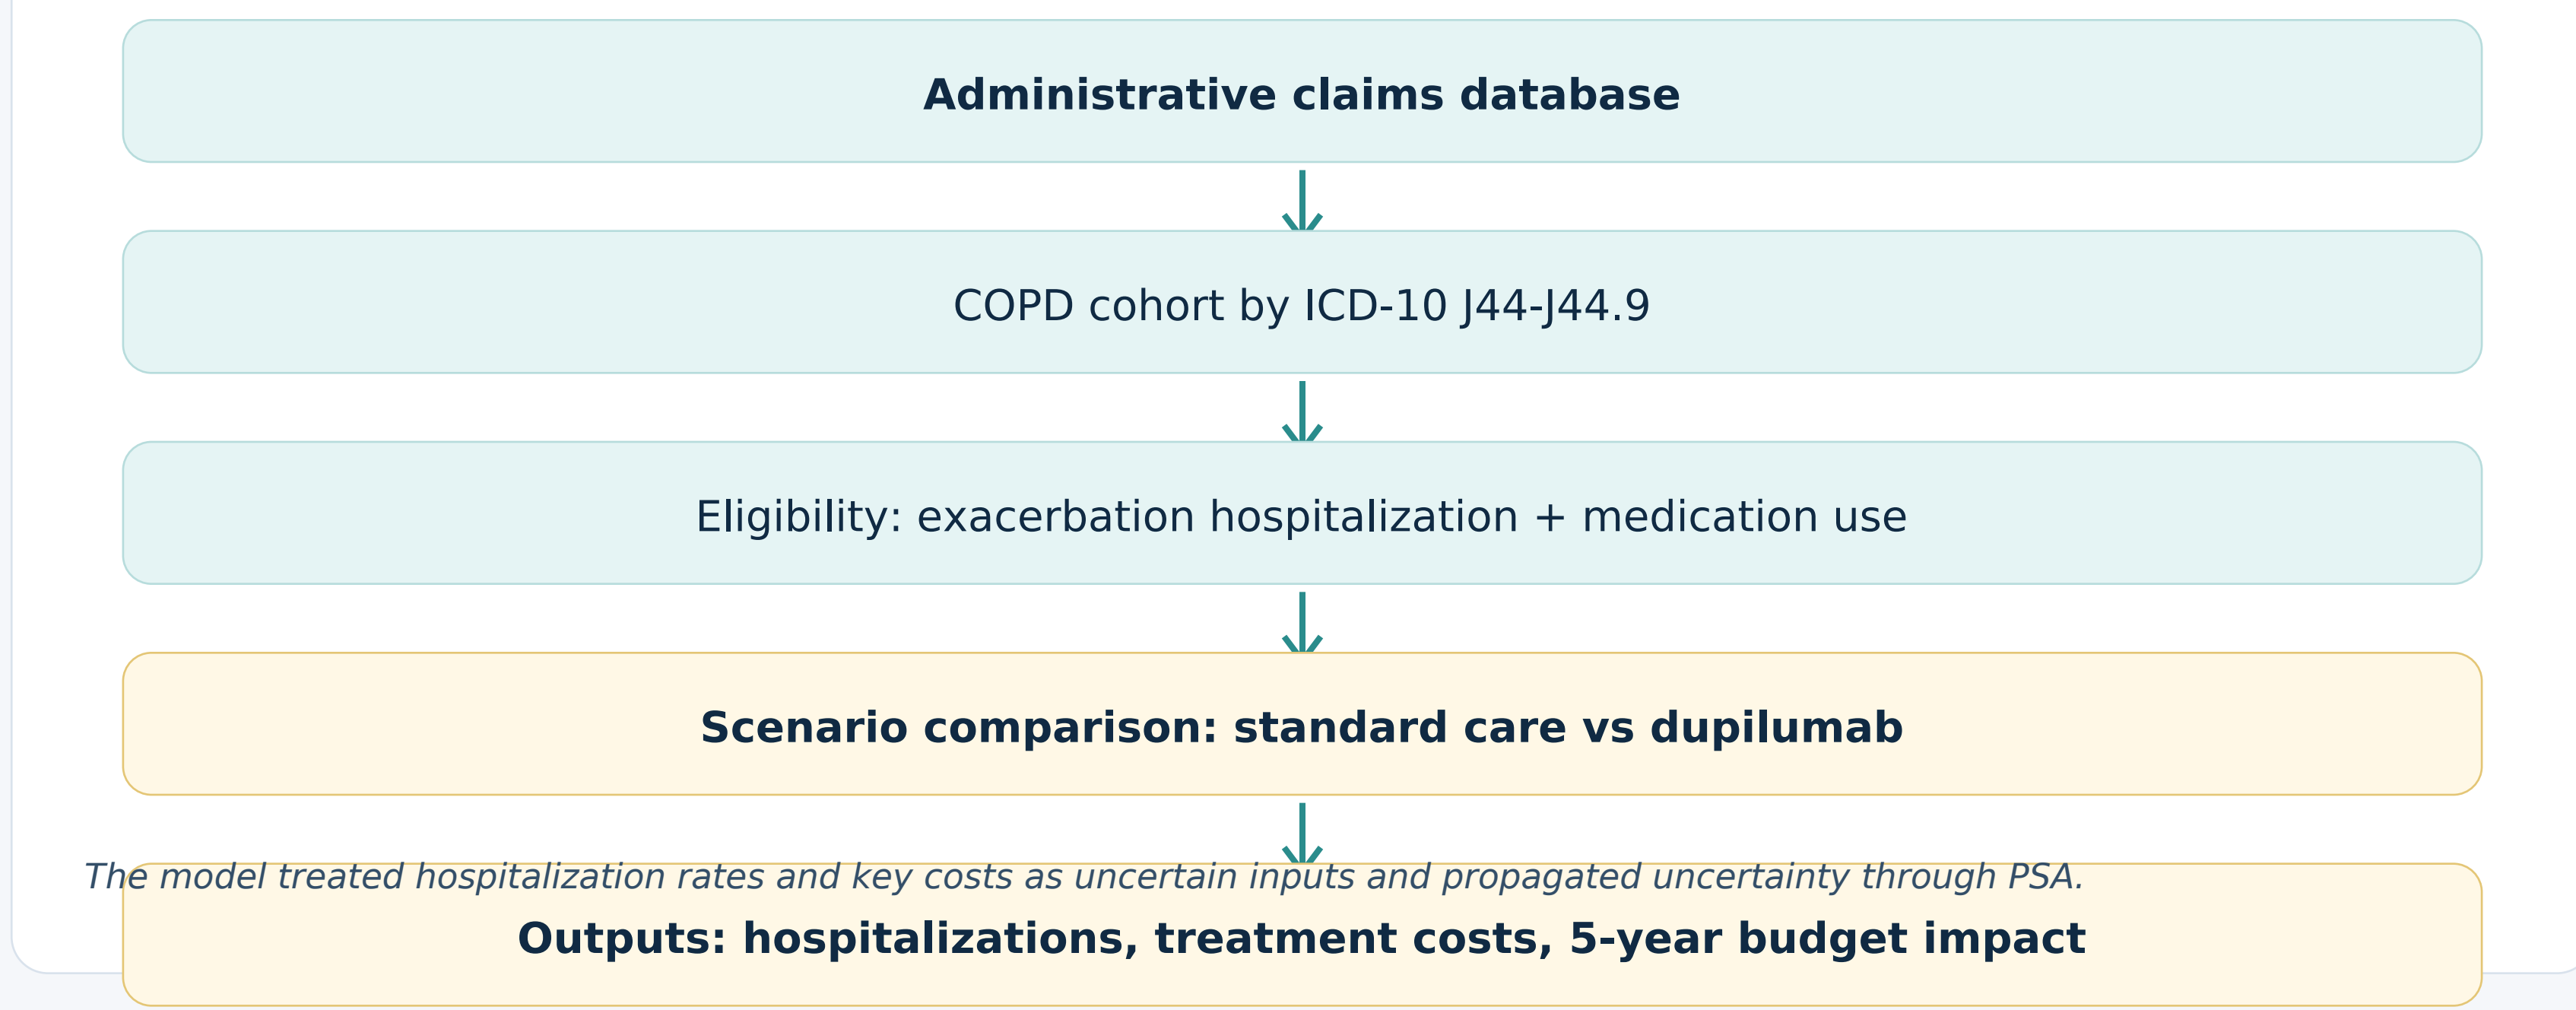 Administrative claims database
COPD cohort by ICD-10 J44-J44.9
Eligibility: exacerbation hospitalization + medication use
Scenario comparison: standard care vs dupilumab
The model treated hospitalization rates and key costs as uncertain inputs and propagated uncertainty through PSA.
Outputs: hospitalizations, treatment costs, 5-year budget impact